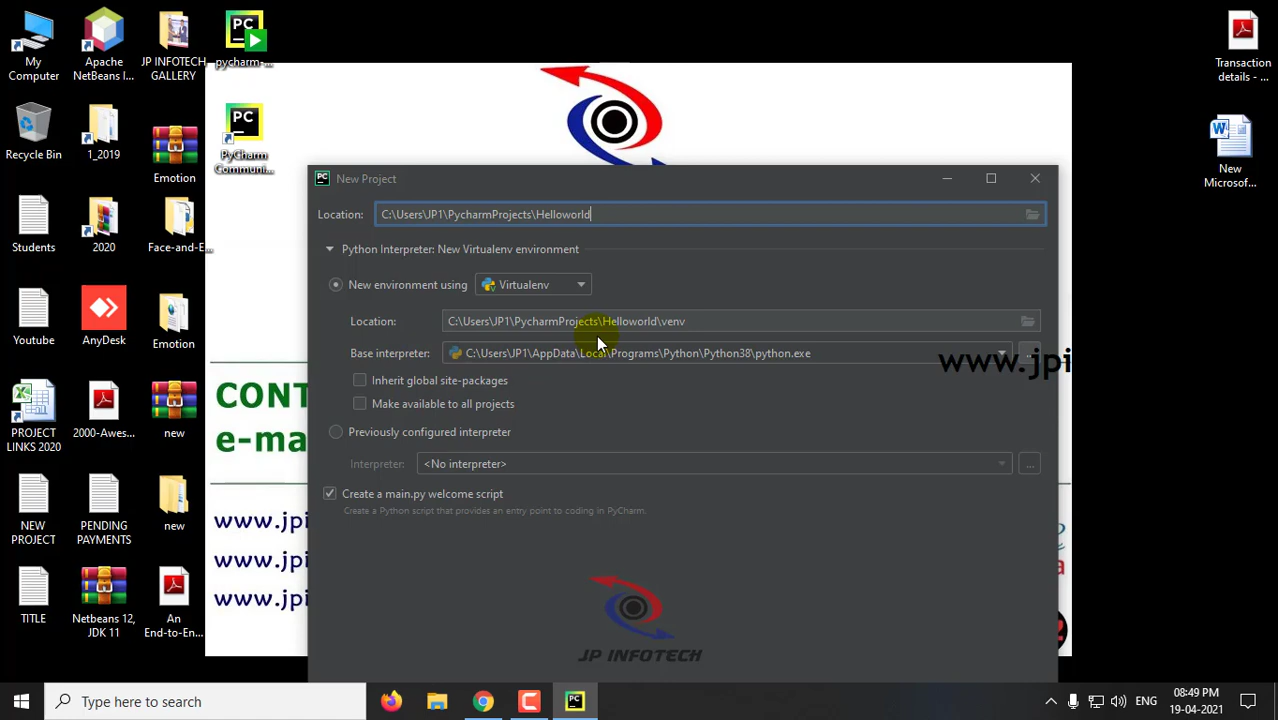 My
Computer
Apache
NetBeans I...
JP INFOTECH
GALLERY
pycharm-...
Transaction
details - ...
Recycle Bin
1_2019
Emotion
PyCharm
Communi...
New
Microsof...
Students
2020
Face-and-E...
Youtube
AnyDesk
Emotion
PROJECT
LINKS 2020
2000-Awes...
new
NEW
PROJECT
PENDING
PAYMENTS
new
TITLE
Netbeans 12,
JDK 11
An
End-to-En...
New Project
Location: C:\Users\JP1\PycharmProjects\Helloworld
Python Interpreter: New Virtualenv environment
New environment using Virtualenv
Location: C:\Users\JP1\PycharmProjects\Helloworld\venv
Base interpreter: C:\Users\JP1\AppData\Local\Programs\Python\Python38\python.exe
...
Inherit global site-packages
Make available to all projects
Previously configured interpreter
Interpreter: <No interpreter>
...
Create a main.py welcome script
Create a Python script that provides an entry point to coding in PyCharm.
JP INFOTECH
www.jpi
CONT
e-ma
www.jpi
www.jpi
www.jpi
Type here to search
ENG
08:49 PM
19-04-2021